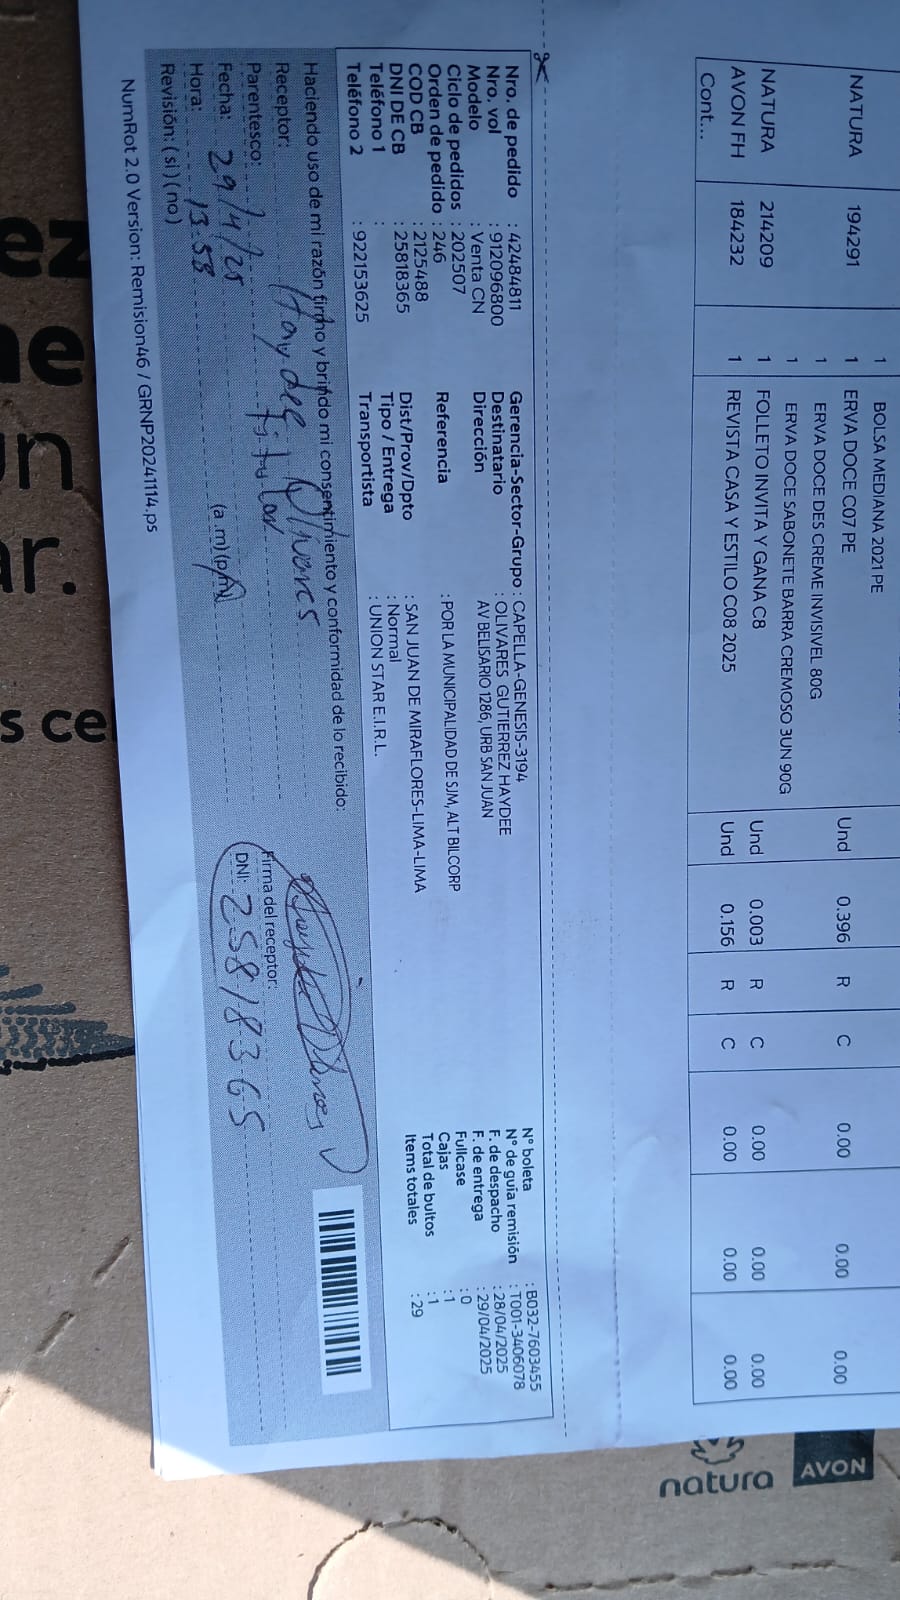 BOLSA MEDIANA 2021 PE
1
NATURA 194291 1 ERVA DOCE C07 PE Und 0.396 R C 0.00 0.00 0.00
1 ERVA DOCE DES CREME INVISIVEL 80G
1 ERVA DOCE SABONETE BARRA CREMOSO 3UN 90G
NATURA 214209 1 FOLLETO INVITA Y GANA C8 Und 0.003 R C 0.00 0.00 0.00
AVON FH 184232 1 REVISTA CASA Y ESTILO C08 2025 Und 0.156 R C 0.00 0.00 0.00
Cont...
Nro. de pedido : 42484811
Nro. vol : 912096800
Modelo : Venta CN
Ciclo de pedidos : 202507
Orden de pedido : 246
COD CB : 2125488
DNI DE CB : 25818365
Teléfono 1 :
Teléfono 2 : 922153625
Gerencia-Sector-Grupo : CAPELLA-GENESIS-3194
Destinatario : OLIVARES GUTIERREZ HAYDEE
Dirección AV BELISARIO 1286, URB SAN JUAN
Referencia : POR LA MUNICIPALIDAD DE SJM, ALT BILCORP
Dist/Prov/Dpto : SAN JUAN DE MIRAFLORES-LIMA-LIMA
Tipo / Entrega : Normal
Transportista : UNION STAR E.I.R.L.
N° boleta : B032-7603455
N° de guía remisión : T001-3406078
F. de despacho : 28/04/2025
F. de entrega : 29/04/2025
Fullcase : 0
Cajas : 1
Total de bultos : 1
Items totales : 29
Haciendo uso de mi razón firmo y brindo mi consentimiento y conformidad de lo recibido:
Receptor: Haydee Olivares
Parentesco: Titular
Fecha: 29/4/25
Hora: 13:53 (a.m)(p.m)
Revisión: ( si ) ( no )
Firma del receptor:
DNI: 25818365
NumRot 2.0 Version: Remision46 / GRNP20241114.ps
natura AVON
ez
ne
un
ar.
s ce